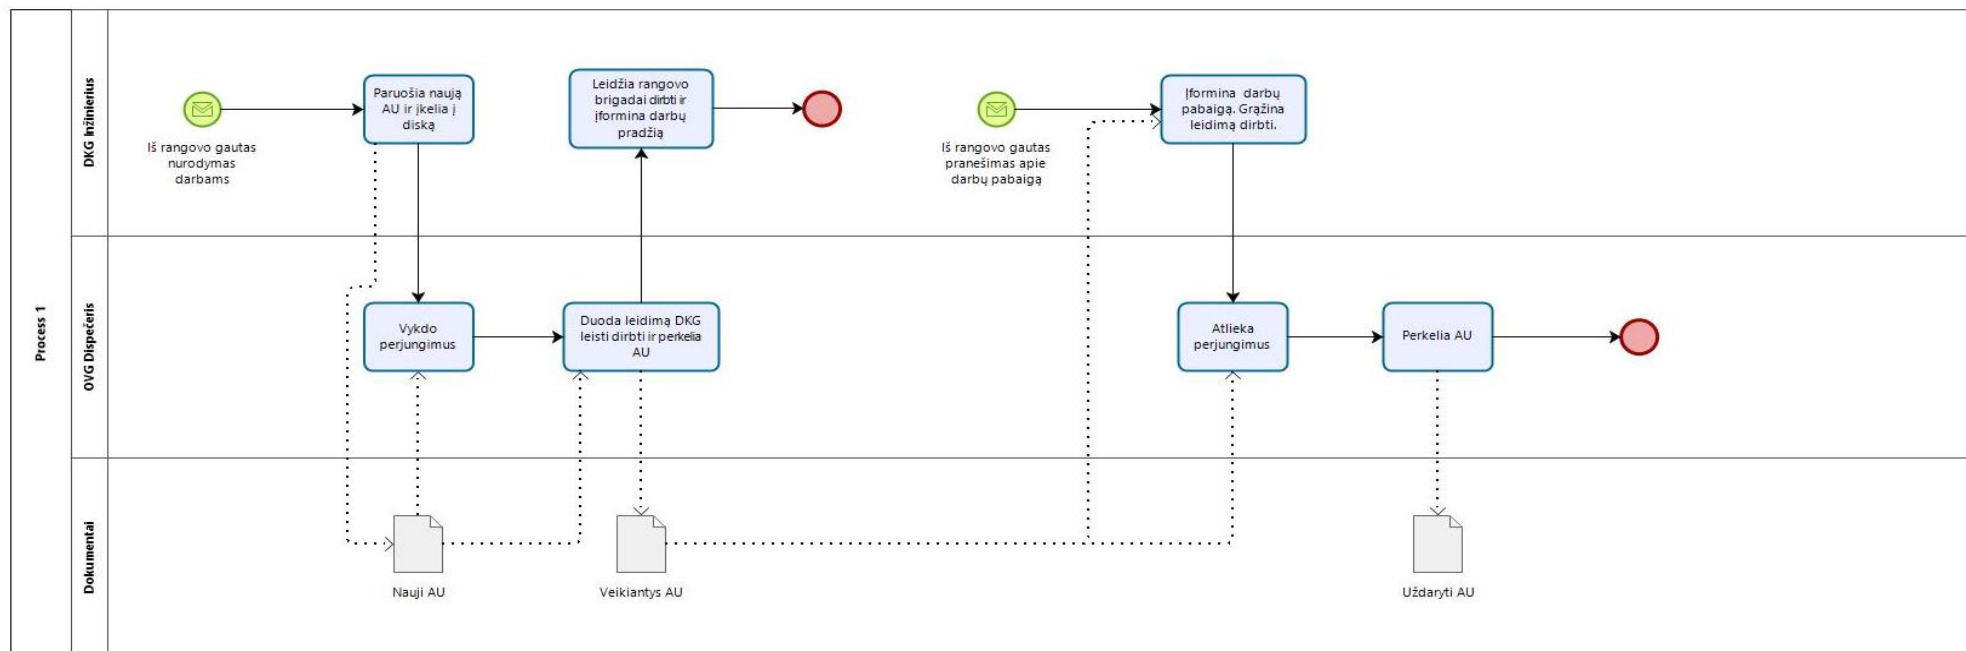 Process 1
DKG Inžinierius
Iš rangovo gautas
nurodymas
darbams
Paruošia naują
AU ir įkelia į
diską
Leidžia rangovo
brigadai dirbti ir
įformina darbų
pradžią
Iš rangovo gautas
pranešimas apie
darbų pabaigą
Įformina darbų
pabaigą. Grąžina
leidimą dirbti.
OVG Dispečeris
Vykdo
perjungimus
Duoda leidimą DKG
leisti dirbti ir perkelia
AU
Atlieka
perjungimus
Perkelia AU
Dokumentai
Nauji AU
Veikiantys AU
Uždaryti AU